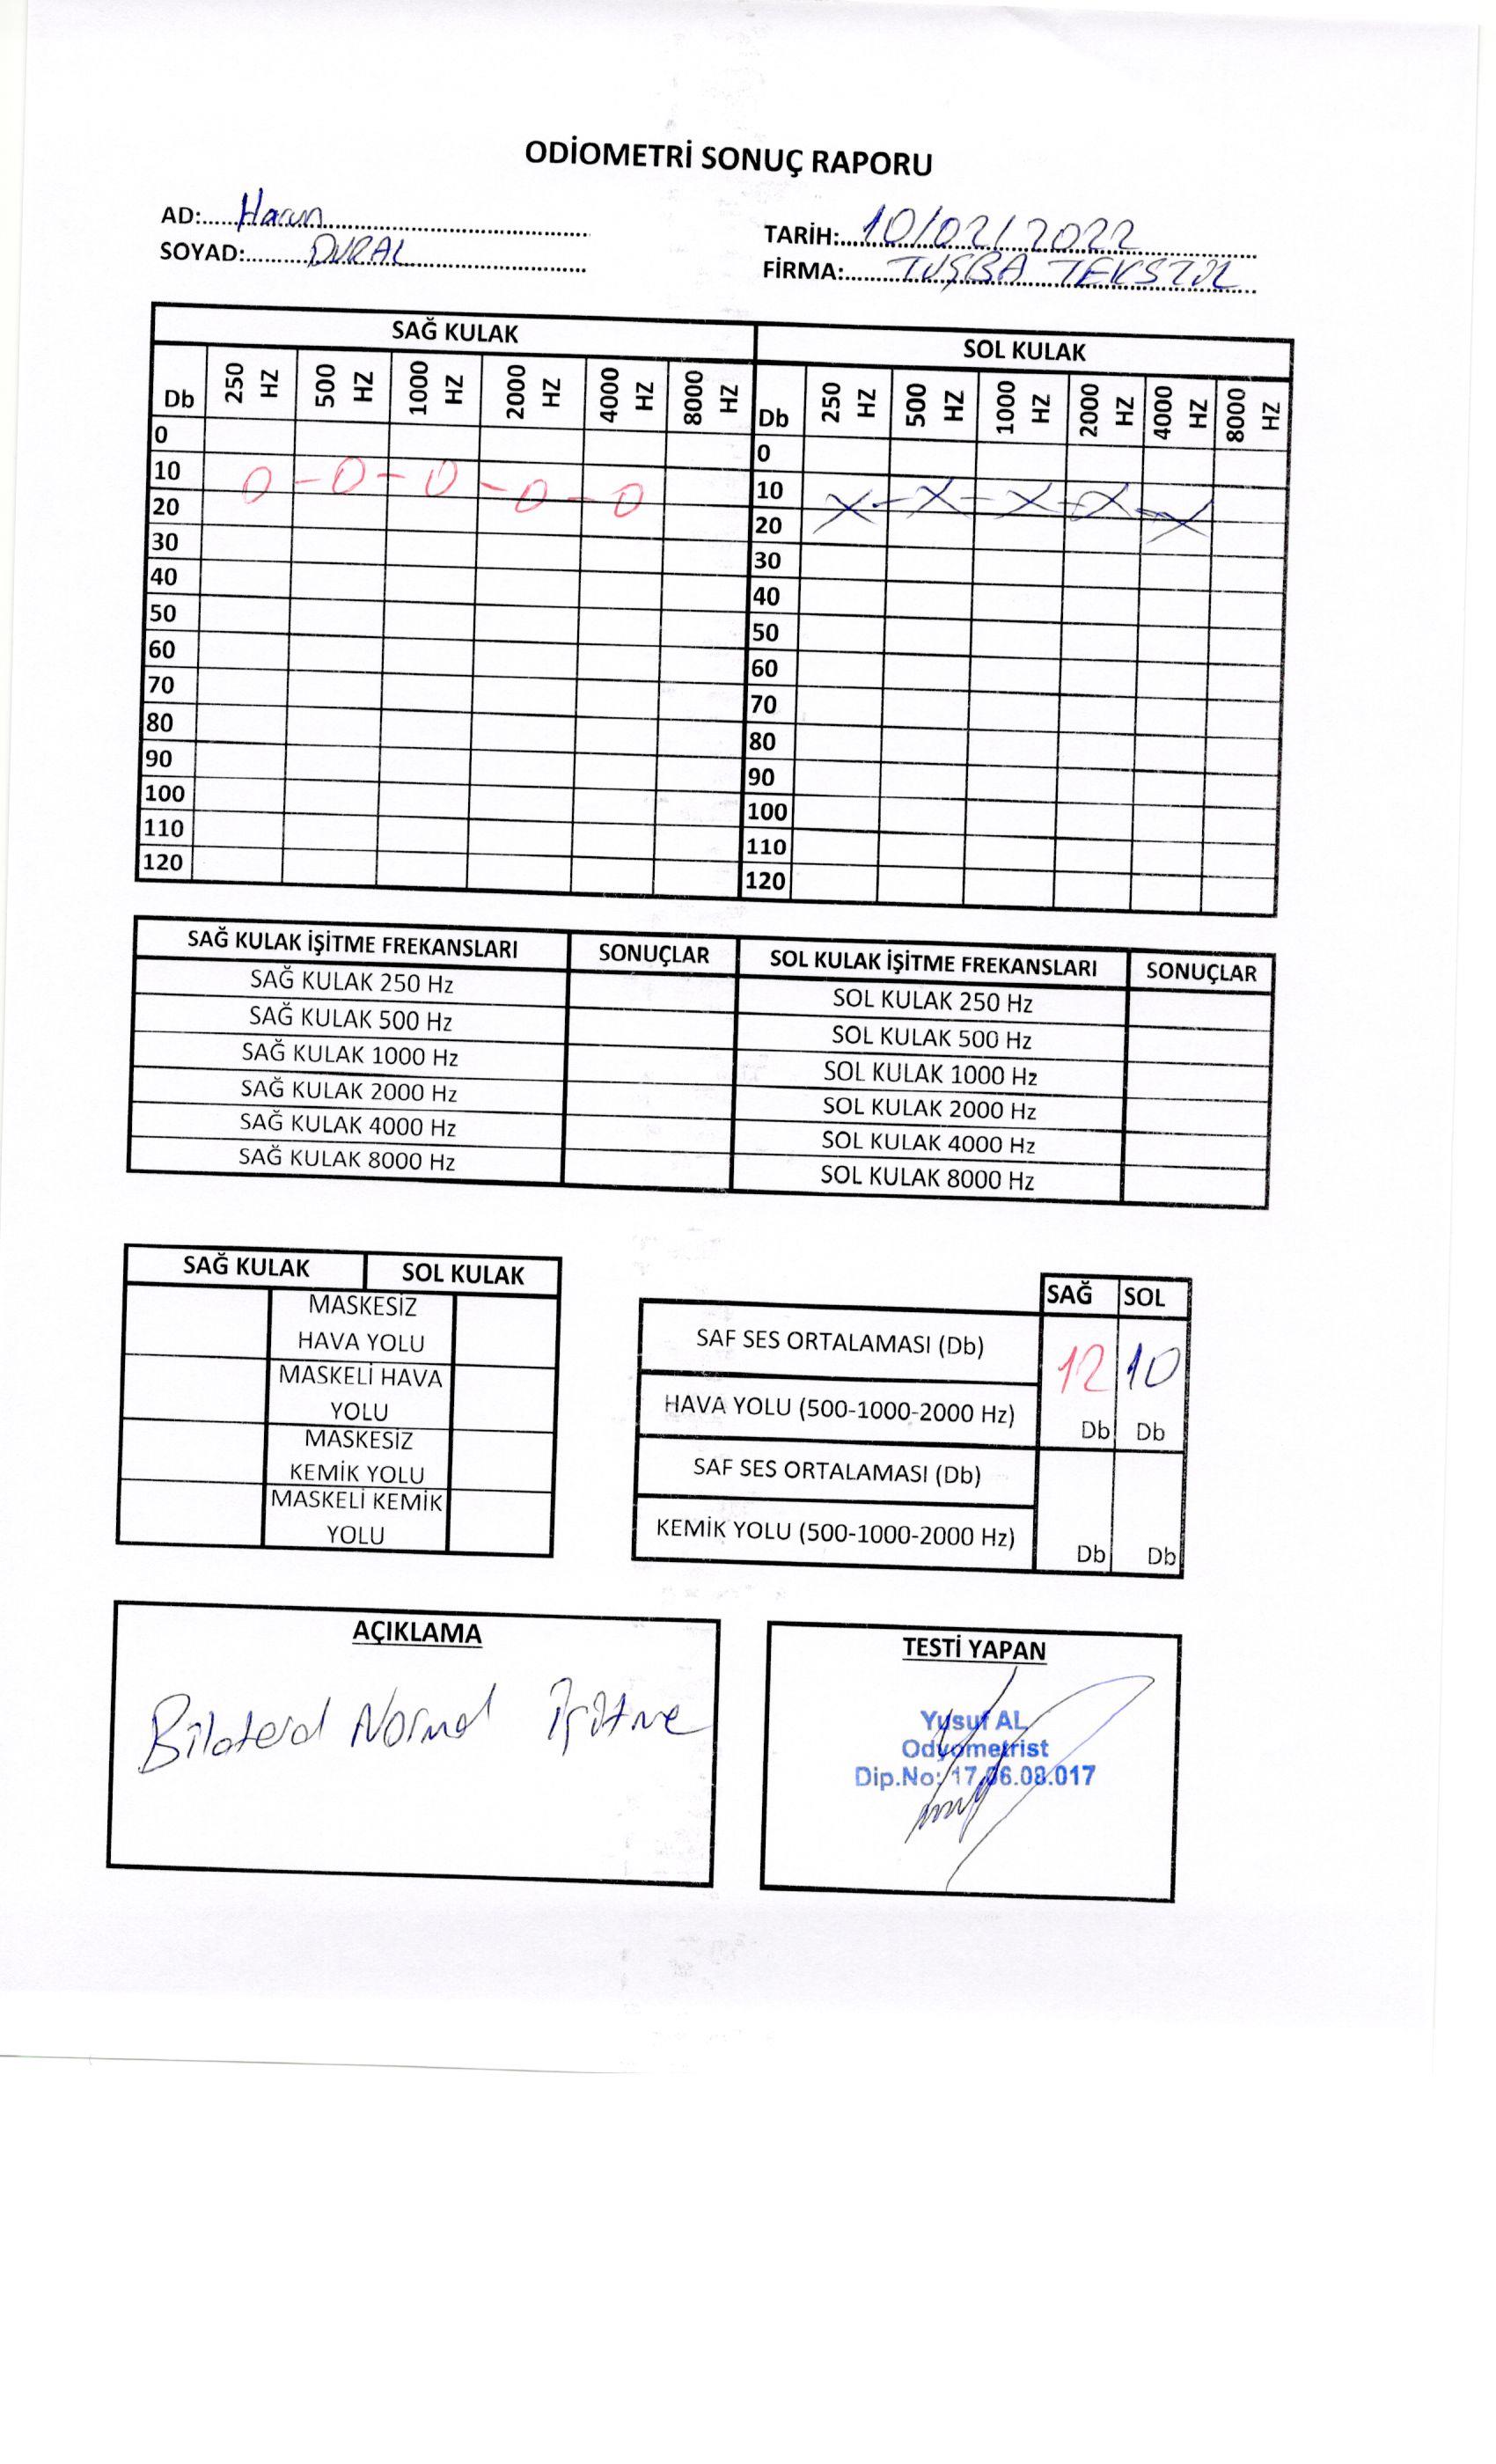 ODİOMETRİ SONUÇ RAPORU
AD:.....Harun
TARİH:...10/02/2022
SOYAD:.........DURAL
FİRMA:......TUŞBA TEKSTİL
SAĞ KULAK SOL KULAK
Db 250 HZ 500 HZ 1000 HZ 2000 HZ 4000 HZ 8000 HZ Db 250 HZ 500 HZ 1000 HZ 2000 HZ 4000 HZ 8000 HZ
0 0
10 O-O-O-O-O 10 X-X-X-X-X
20 20
30 30
40 40
50 50
60 60
70 70
80 80
90 90
100 100
110 110
120 120
SAĞ KULAK İŞİTME FREKANSLARI SONUÇLAR SOL KULAK İŞİTME FREKANSLARI SONUÇLAR
SAĞ KULAK 250 Hz SOL KULAK 250 Hz
SAĞ KULAK 500 Hz SOL KULAK 500 Hz
SAĞ KULAK 1000 Hz SOL KULAK 1000 Hz
SAĞ KULAK 2000 Hz SOL KULAK 2000 Hz
SAĞ KULAK 4000 Hz SOL KULAK 4000 Hz
SAĞ KULAK 8000 Hz SOL KULAK 8000 Hz
SAĞ KULAK SOL KULAK
MASKESİZ
HAVA YOLU
MASKELİ HAVA
YOLU
MASKESİZ
KEMİK YOLU
MASKELİ KEMİK
YOLU
SAĞ SOL
SAF SES ORTALAMASI (Db) 12 10
HAVA YOLU (500-1000-2000 Hz) Db Db
SAF SES ORTALAMASI (Db)
KEMİK YOLU (500-1000-2000 Hz) Db Db
AÇIKLAMA
Bilateral Normal İşitme
TESTİ YAPAN
Yusuf AL
Odyometrist
Dip.No: 17.06.08.017